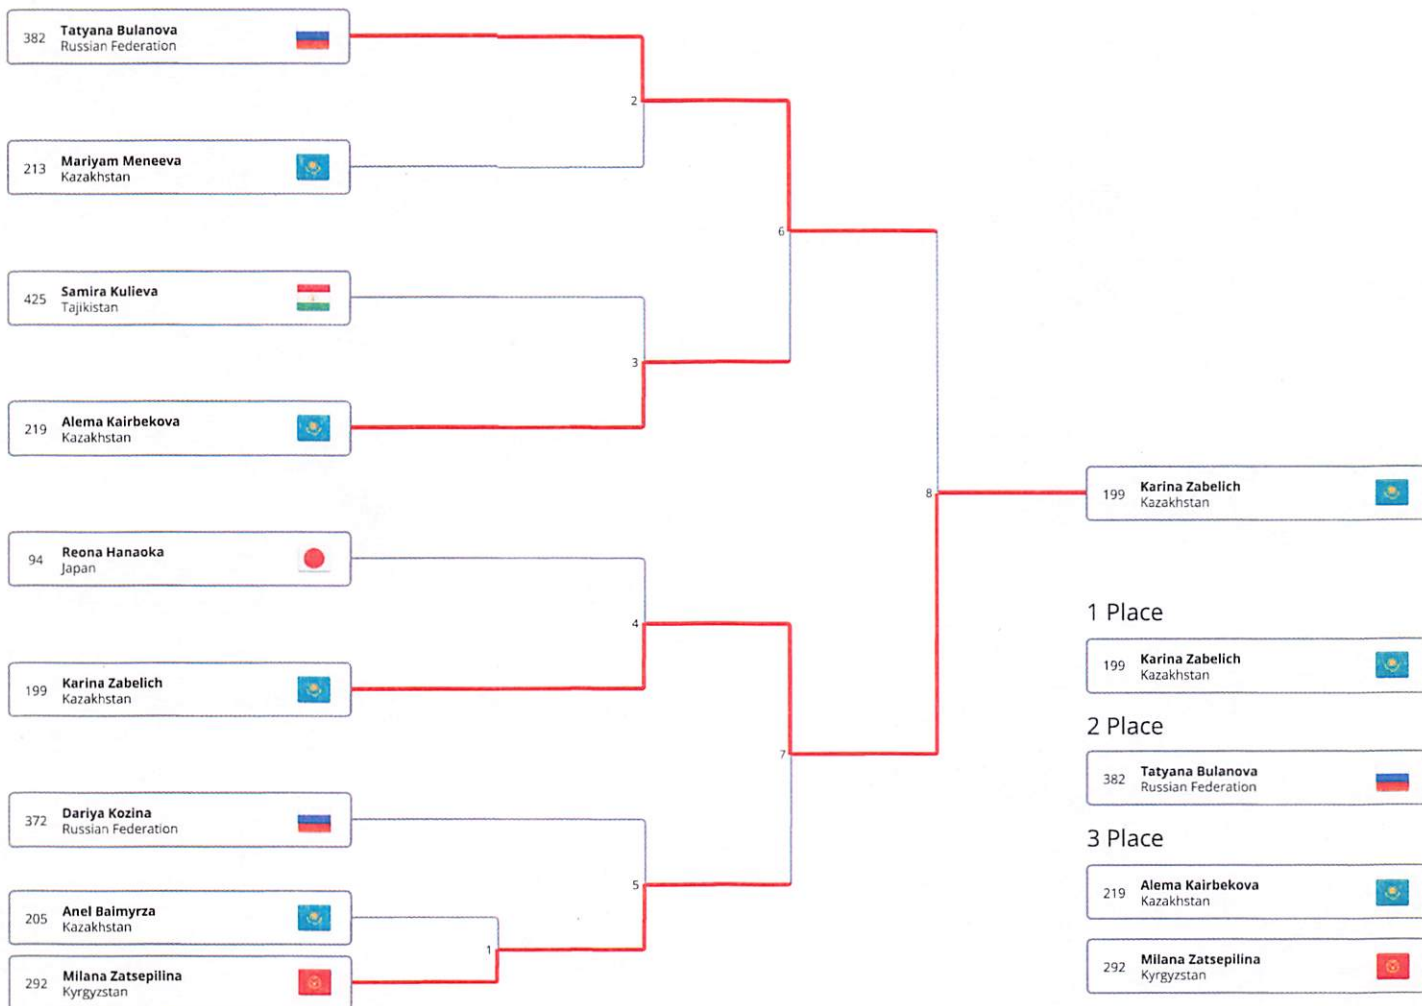 382 Tatyana Bulanova
Russian Federation
2
213 Mariyam Meneeva
Kazakhstan
6
425 Samira Kulieva
Tajikistan
3
219 Alema Kairbekova
Kazakhstan
8
199 Karina Zabelich
Kazakhstan
94 Reona Hanaoka
Japan
4
199 Karina Zabelich
Kazakhstan
7
372 Dariya Kozina
Russian Federation
5
205 Anel Baimyrza
Kazakhstan
1
292 Milana Zatsepilina
Kyrgyzstan
1 Place
199 Karina Zabelich
Kazakhstan
2 Place
382 Tatyana Bulanova
Russian Federation
3 Place
219 Alema Kairbekova
Kazakhstan
292 Milana Zatsepilina
Kyrgyzstan